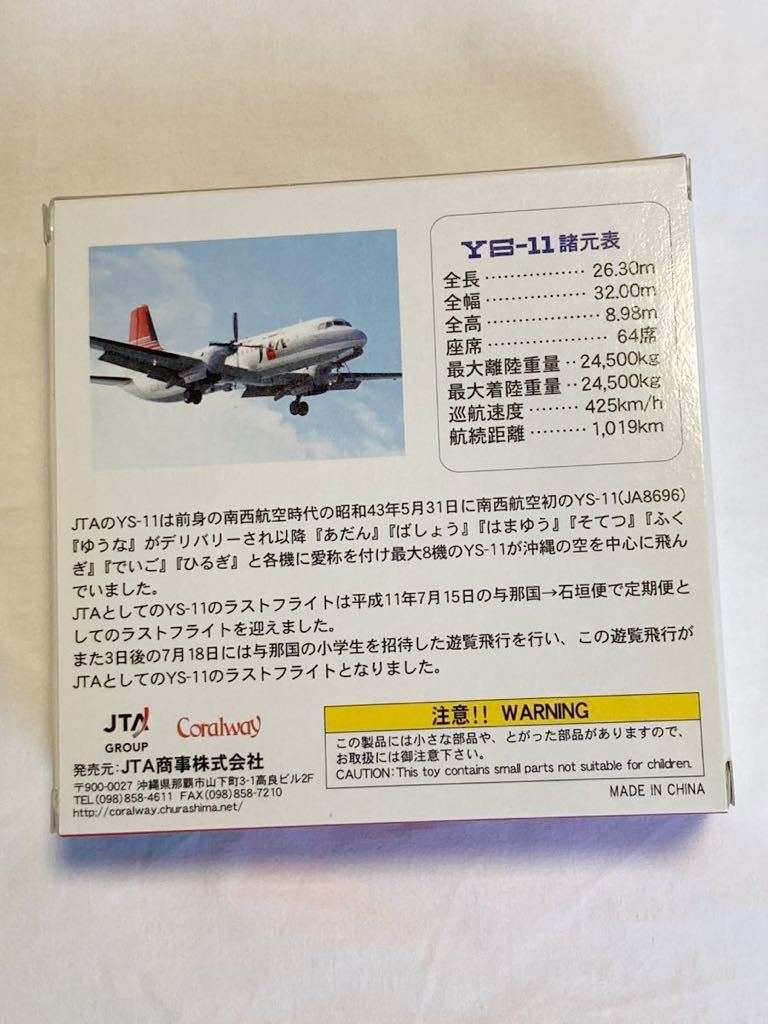 JTA
YS-11 諸元表
全長 ················ 26.30m
全幅 ················ 32.00m
全高 ··················· 8.98m
座席 ··················· 64席
最大離陸重量 ·· 24,500kg
最大着陸重量 ·· 24,500kg
巡航速度 ········ 425km/h
航続距離 ········· 1,019km
JTAのYS-11は前身の南西航空時代の昭和43年5月31日に南西航空初のYS-11(JA8696)
『ゆうな』がデリバリーされ以降『あだん』『ばしょう』『はまゆう』『そてつ』『ふく
ぎ』『でいご』『ひるぎ』と各機に愛称を付け最大8機のYS-11が沖縄の空を中心に飛ん
でいました。
JTAとしてのYS-11のラストフライトは平成11年7月15日の与那国→石垣便で定期便と
してのラストフライトを迎えました。
また3日後の7月18日には与那国の小学生を招待した遊覧飛行を行い、この遊覧飛行が
JTAとしてのYS-11のラストフライトとなりました。
JTA
GROUP
Coralway
発売元：JTA商事株式会社
〒900-0027 沖縄県那覇市山下町3-1高良ビル2F
TEL(098)858-4611 FAX(098)858-7210
http://coralway.churashima.net/
注意!! WARNING
この製品には小さな部品や、とがった部品がありますので、
お取扱には御注意下さい。
CAUTION:This toy contains small parts not suitable for children.
MADE IN CHINA